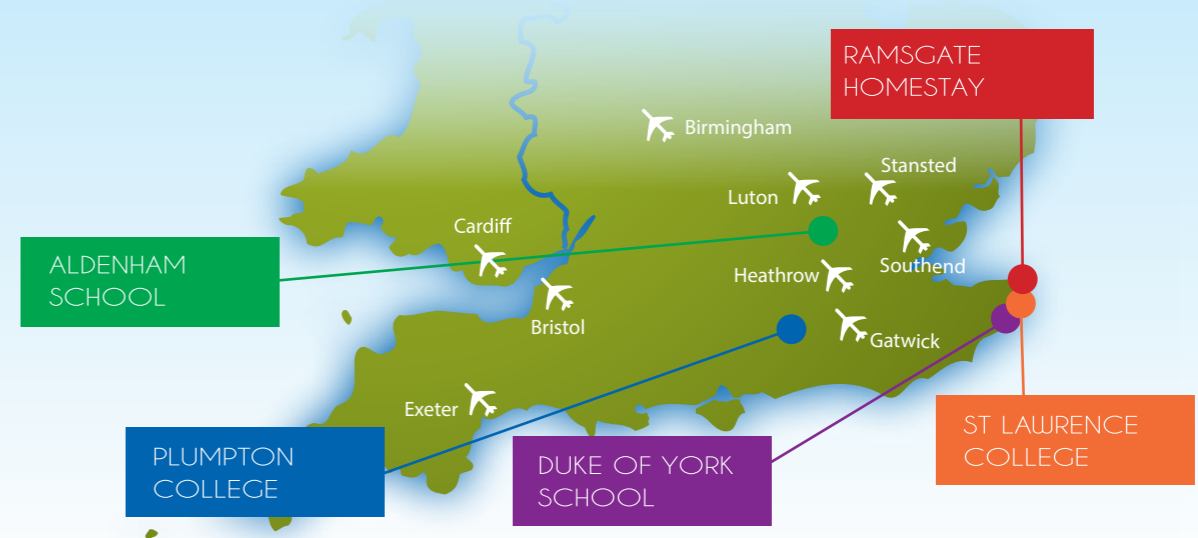 RAMSGATE
HOMESTAY
Birmingham
Stansted
Luton
Cardiff
ALDENHAM
SCHOOL
Heathrow
Southend
Bristol
Gatwick
Exeter
PLUMPTON
COLLEGE
DUKE OF YORK
SCHOOL
ST LAWRENCE
COLLEGE